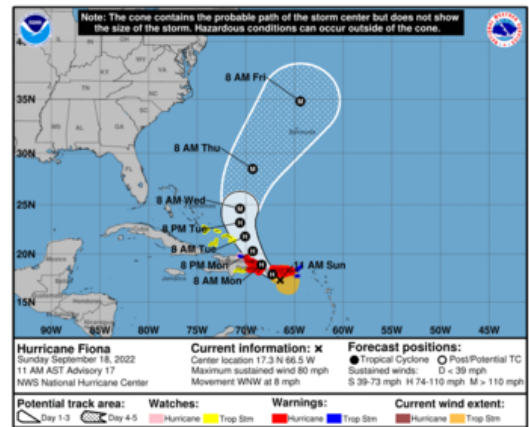 Note: The cone contains the probable path of the storm center but does not show
the size of the storm. Hazardous conditions can occur outside of the cone.
NOAA
8 AM Fri
35N
Bermuda
8 AM Thu
30N
8 AM Wed
25N
8 PM Tue
8 AM Tue
20N
8 PM Mon
11 AM Sun
8 AM Mon
15N
90W 85W 80W 75W 70W 65W 60W 55W 50W 45W
Hurricane Fiona
Sunday September 18, 2022
11 AM AST Advisory 17
NWS National Hurricane Center
Current information: x
Center location 17.3 N 66.5 W
Maximum sustained wind 80 mph
Movement WNW at 8 mph
Forecast positions:
Tropical Cyclone Post/Potential TC
Sustained winds: D < 39 mph
S 39-73 mph H 74-110 mph M > 110 mph
Potential track area:
Day 1-3 Day 4-5
Watches:
Hurricane Trop Stm
Warnings:
Hurricane Trop Stm
Current wind extent:
Hurricane Trop Stm